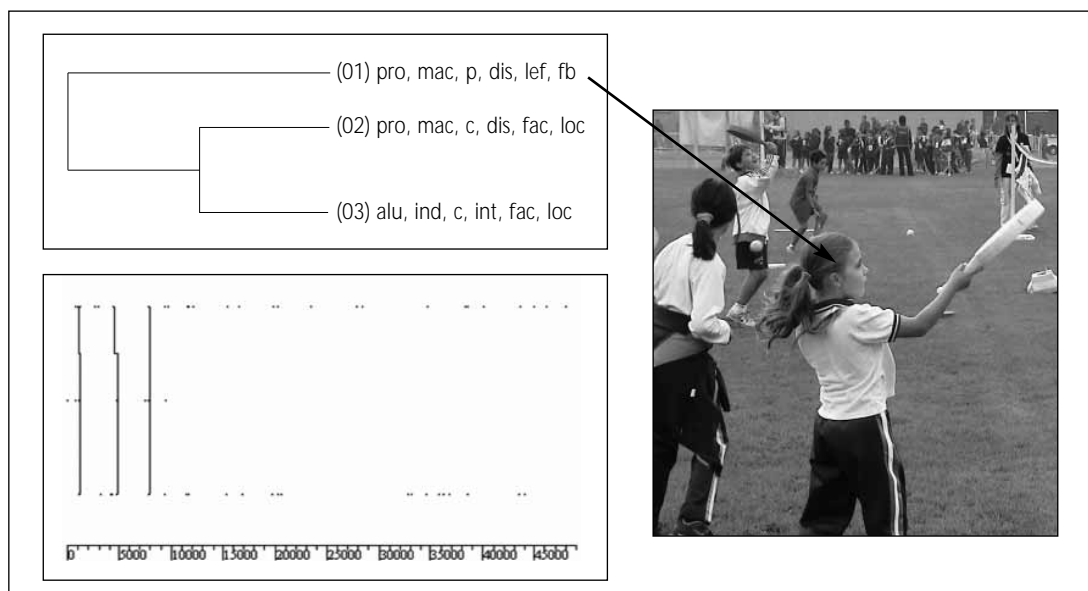 (01) pro, mac, p, dis, lef, fb
(02) pro, mac, c, dis, fac, loc
(03) alu, ind, c, int, fac, loc
0 5000 10000 15000 20000 25000 30000 35000 40000 45000